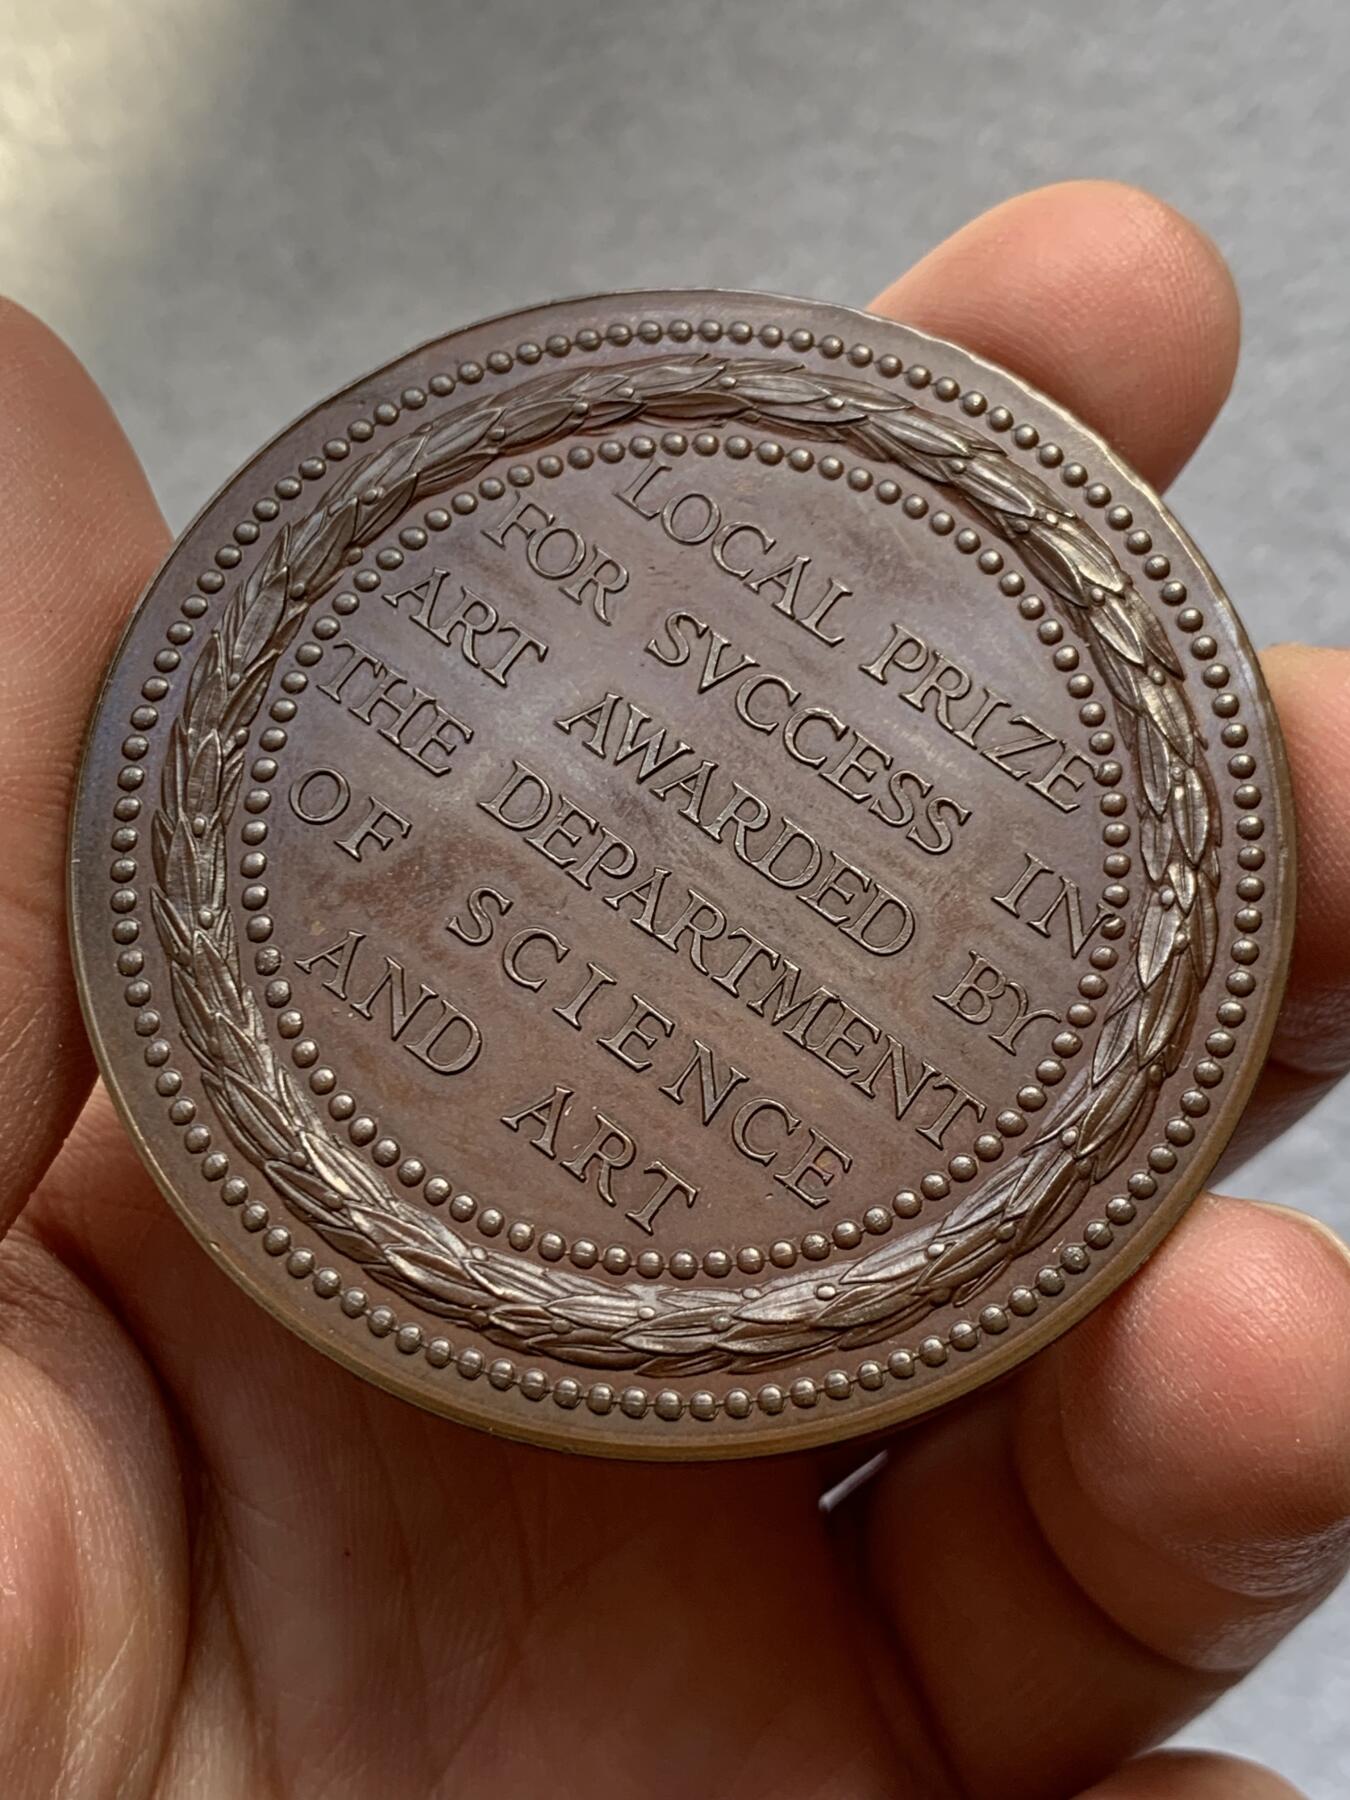 LOCAL PRIZE
FOR SVCCESS IN
ART AWARDED BY
THE DEPARTMENT
OF SCIENCE
AND ART